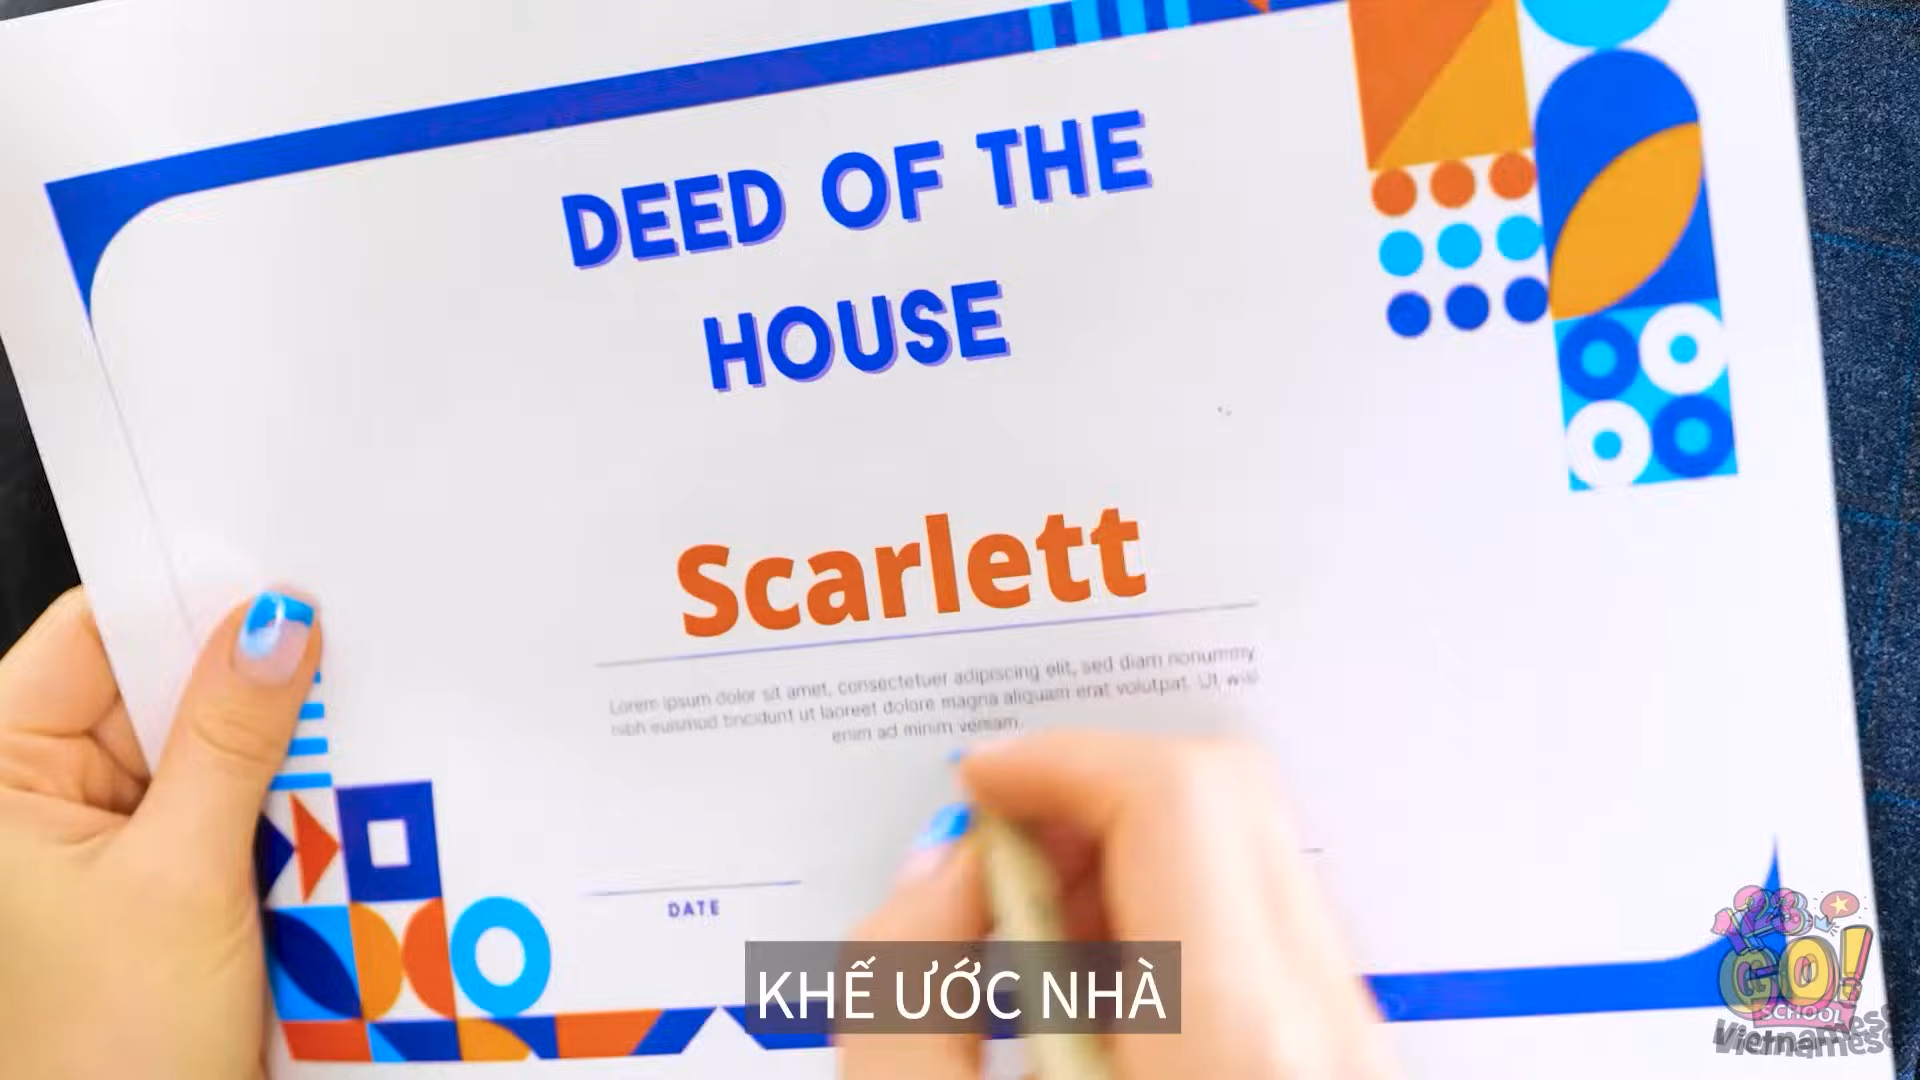 DEED OF THE
HOUSE
Scarlett
Lorem ipsum dolor sit amet, consectetuer adipiscing elit, sed diam nonummy
nibh euismod tincidunt ut laoreet dolore magna aliquam erat volutpat. Ut wisi
enim ad minim veniam,
DATE
KHẾ ƯỚC NHÀ
123
GO!
SCHOOL
Vietnamese